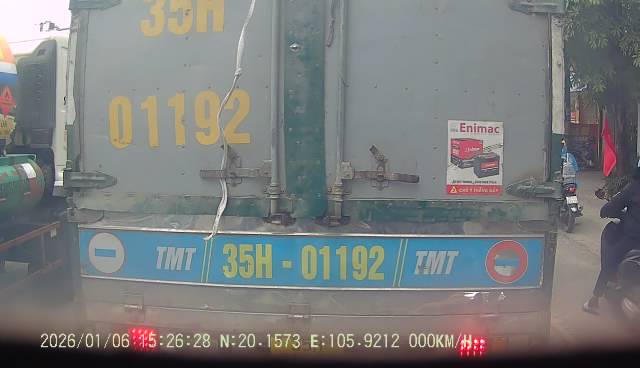 35H
01192
Enimac
TMT 35H - 01192 TMT
2026/01/06 15:26:28 N:20.1573 E:105.9212 000KM/H